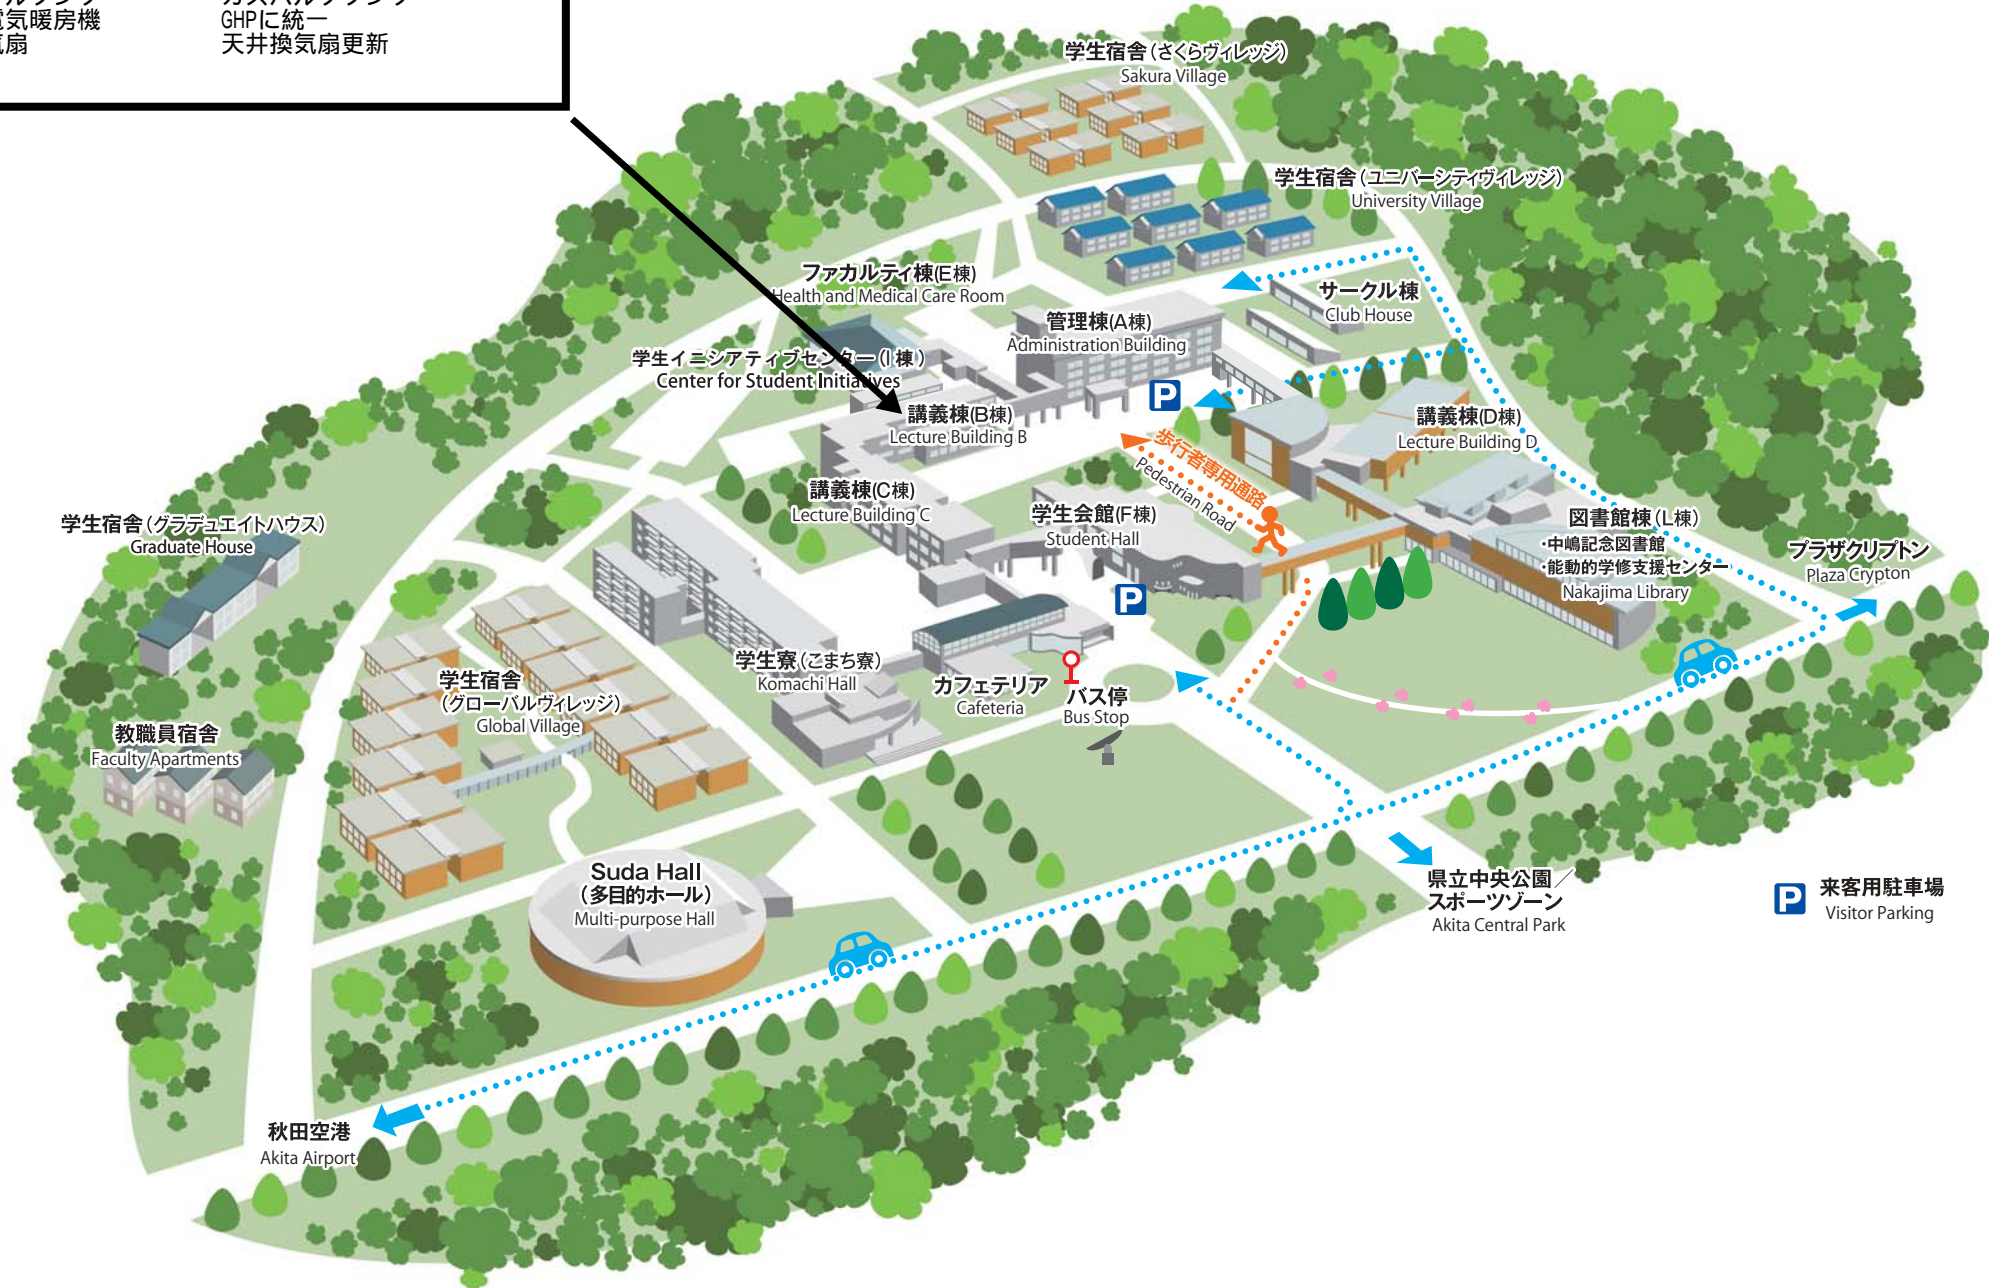 電気暖房機
GHPに統一
天井換気扇更新
学生宿舎(さくらヴィレッジ)
Sakura Village
学生宿舎(ユニバーシティヴィレッジ)
University Village
ファカルティ棟(E棟)
Health and Medical Care Room
サークル棟
Club House
管理棟(A棟)
Administration Building
学生イニシアティブセンター(I棟)
Center for Student Initiatives
P
講義棟(B棟)
Lecture Building B
講義棟(D棟)
Lecture Building D
歩行者専用通路
Pedestrian Road
講義棟(C棟)
Lecture Building C
学生会館(F棟)
Student Hall
図書館棟(L棟)
・中嶋記念図書館
・能動的学修支援センター
Nakajima Library
学生宿舎(グラデュエイトハウス)
Graduate House
プラザクリプトン
Plaza Crypton
P
学生寮(こまち寮)
Komachi Hall
学生宿舎
(グローバルヴィレッジ)
Global Village
カフェテリア
Cafeteria
バス停
Bus Stop
教職員宿舎
Faculty Apartments
Suda Hall
(多目的ホール)
Multi-purpose Hall
県立中央公園/
スポーツゾーン
Akita Central Park
P 来客用駐車場
Visitor Parking
秋田空港
Akita Airport